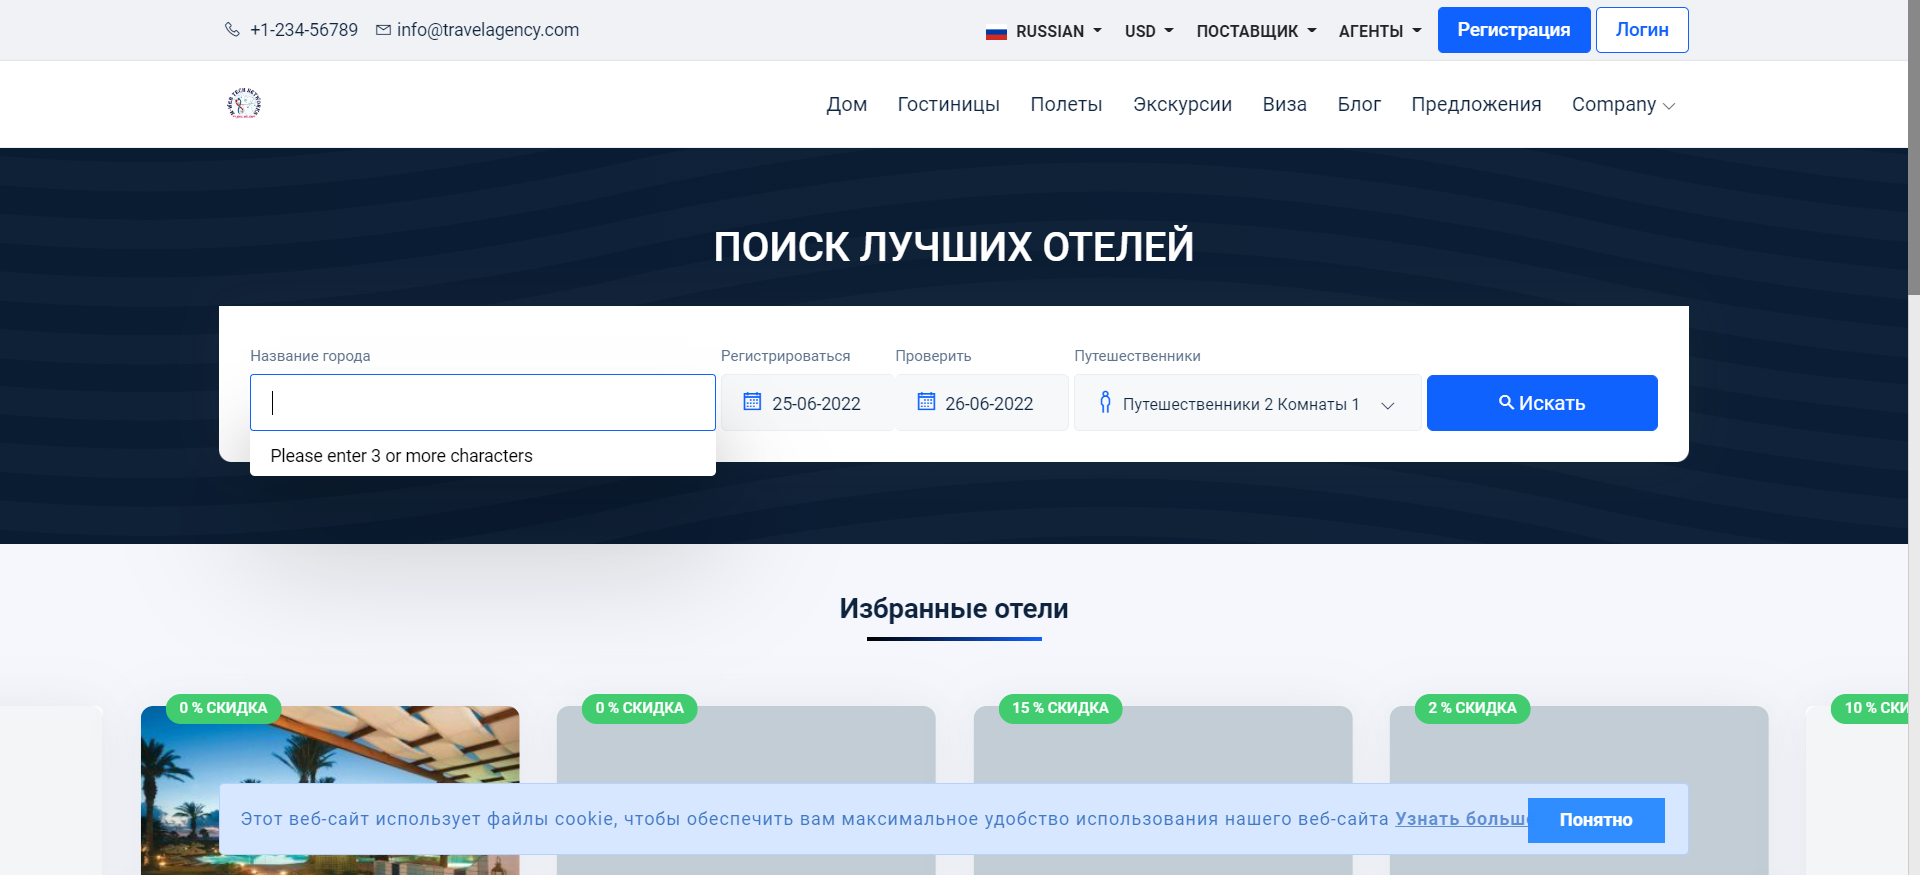 +1-234-56789 info@travelagency.com RUSSIAN USD ПОСТАВЩИК АГЕНТЫ Регистрация Логин
Дом Гостиницы Полеты Экскурсии Виза Блог Предложения Company
ПОИСК ЛУЧШИХ ОТЕЛЕЙ
Название города Регистрироваться Проверить Путешественники
25-06-2022 26-06-2022 Путешественники 2 Комнаты 1 Искать
Please enter 3 or more characters
Избранные отели
0 % СКИДКА 0 % СКИДКА 15 % СКИДКА 2 % СКИДКА 10 % СКИ
Этот веб-сайт использует файлы cookie, чтобы обеспечить вам максимальное удобство использования нашего веб-сайта Узнать больше Понятно